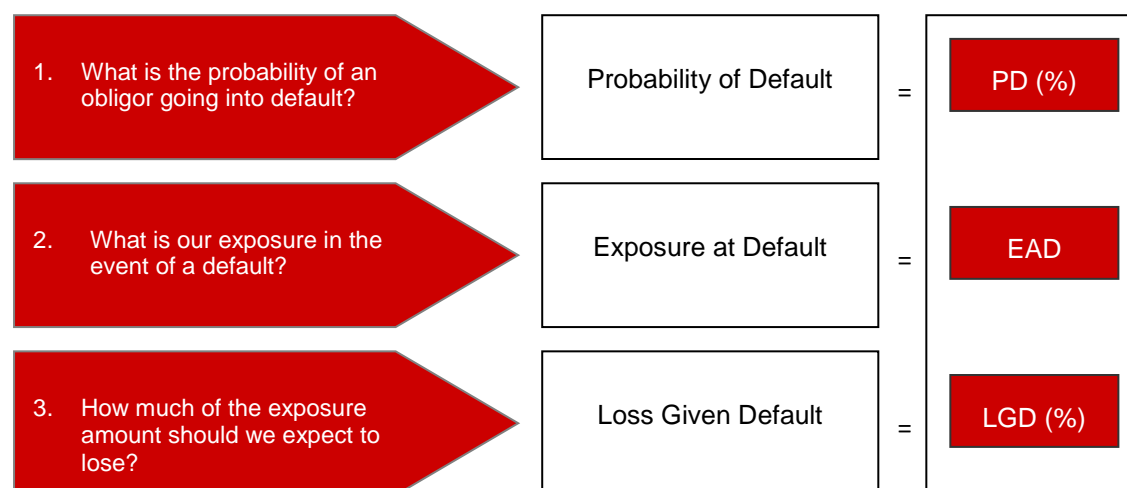 1. What is the probability of an
obligor going into default?
Probability of Default
=
PD (%)
2. What is our exposure in the
event of a default?
Exposure at Default
=
EAD
3. How much of the exposure
amount should we expect to
lose?
Loss Given Default
=
LGD (%)